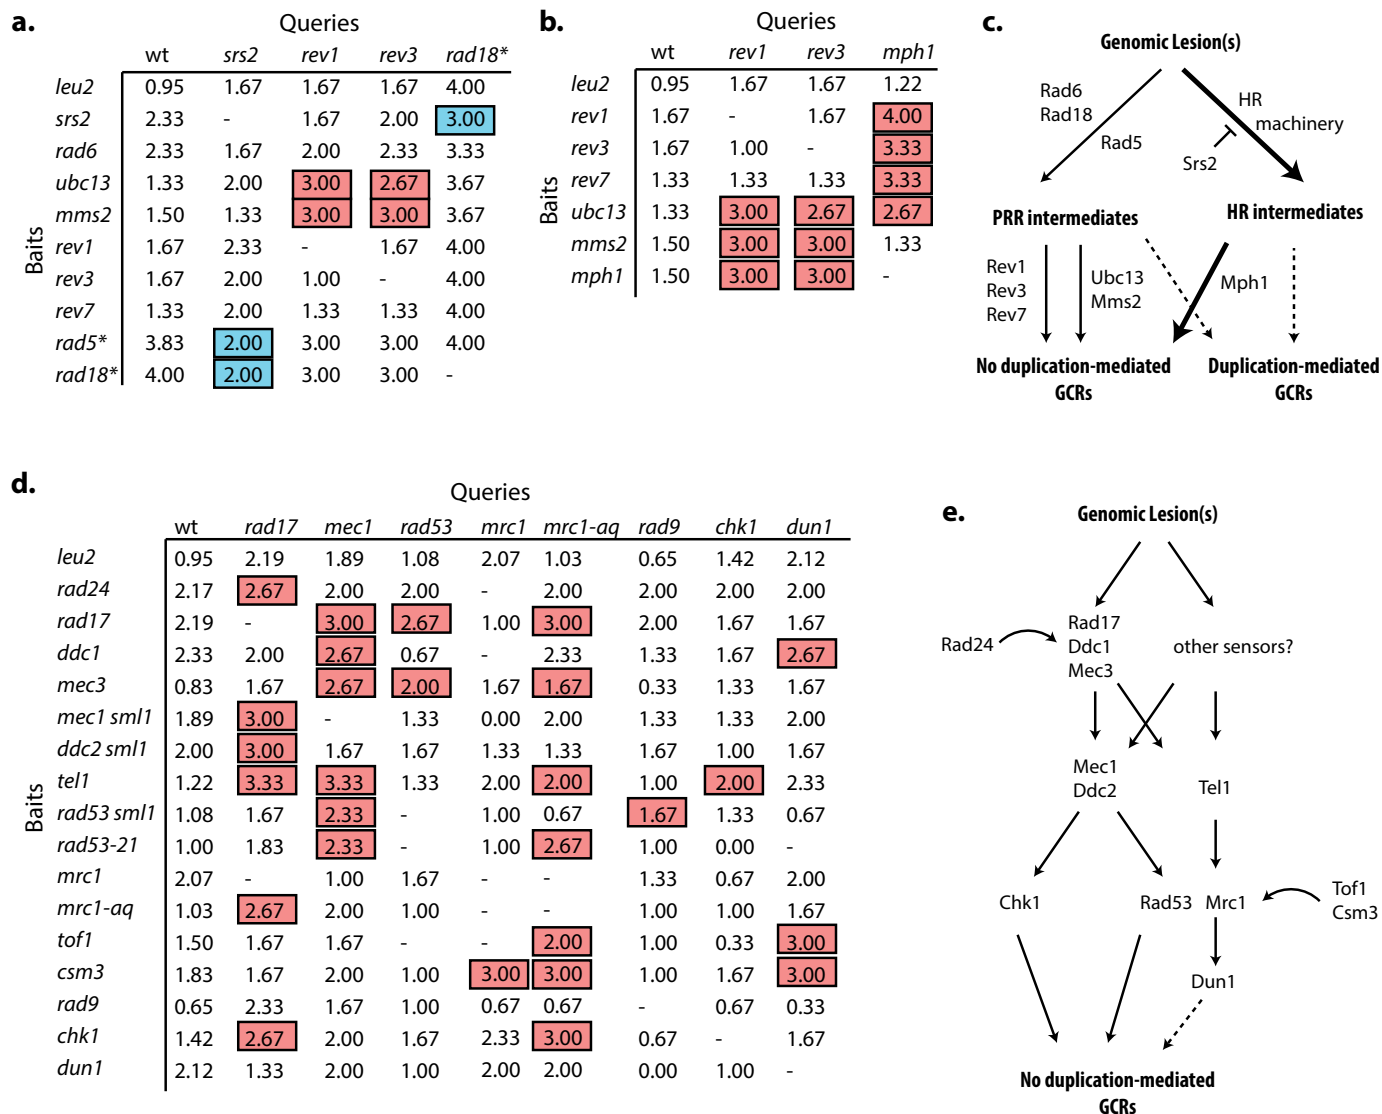 a.
Queries
wt srs2 rev1 rev3 rad18*
Baits
leu2 0.95 1.67 1.67 1.67 4.00
srs2 2.33 - 1.67 2.00 3.00
rad6 2.33 1.67 2.00 2.33 3.33
ubc13 1.33 2.00 3.00 2.67 3.67
mms2 1.50 1.33 3.00 3.00 3.67
rev1 1.67 2.33 - 1.67 4.00
rev3 1.67 2.00 1.00 - 4.00
rev7 1.33 2.00 1.33 1.33 4.00
rad5* 3.83 2.00 3.00 3.00 4.00
rad18* 4.00 2.00 3.00 3.00 -
b.
Queries
wt rev1 rev3 mph1
Baits
leu2 0.95 1.67 1.67 1.22
rev1 1.67 - 1.67 4.00
rev3 1.67 1.00 - 3.33
rev7 1.33 1.33 1.33 3.33
ubc13 1.33 3.00 2.67 2.67
mms2 1.50 3.00 3.00 1.33
mph1 1.50 3.00 3.00 -
c.
Genomic Lesion(s)
Rad6
Rad18
Rad5
HR
machinery
Srs2
PRR intermediates
HR intermediates
Rev1
Rev3
Rev7
Ubc13
Mms2
Mph1
No duplication-mediated
GCRs
Duplication-mediated
GCRs
d.
Queries
wt rad17 mec1 rad53 mrc1 mrc1-aq rad9 chk1 dun1
Baits
leu2 0.95 2.19 1.89 1.08 2.07 1.03 0.65 1.42 2.12
rad24 2.17 2.67 2.00 2.00 - 2.00 2.00 2.00 2.00
rad17 2.19 - 3.00 2.67 1.00 3.00 2.00 1.67 1.67
ddc1 2.33 2.00 2.67 0.67 - 2.33 1.33 1.67 2.67
mec3 0.83 1.67 2.67 2.00 1.67 1.67 0.33 1.33 1.67
mec1 sml1 1.89 3.00 - 1.33 0.00 2.00 1.33 1.33 2.00
ddc2 sml1 2.00 3.00 1.67 1.67 1.33 1.33 1.67 1.00 1.67
tel1 1.22 3.33 3.33 1.33 2.00 2.00 1.00 2.00 2.33
rad53 sml1 1.08 1.67 2.33 - 1.00 0.67 1.67 1.33 0.67
rad53-21 1.00 1.83 2.33 - 1.00 2.67 1.00 0.00 -
mrc1 2.07 - 1.00 1.67 - - 1.33 0.67 2.00
mrc1-aq 1.03 2.67 2.00 1.00 - - 1.00 1.00 1.67
tof1 1.50 1.67 1.67 - - 2.00 1.00 0.33 3.00
csm3 1.83 1.67 2.00 1.00 3.00 3.00 1.00 1.67 3.00
rad9 0.65 2.33 1.67 1.00 0.67 0.67 - 0.67 0.33
chk1 1.42 2.67 2.00 1.67 2.33 3.00 0.67 - 1.67
dun1 2.12 1.33 2.00 1.00 2.00 2.00 0.00 1.00 -
e.
Genomic Lesion(s)
Rad24
Rad17
Ddc1
Mec3
other sensors?
Mec1
Ddc2
Tel1
Chk1
Rad53
Mrc1
Tof1
Csm3
Dun1
No duplication-mediated
GCRs